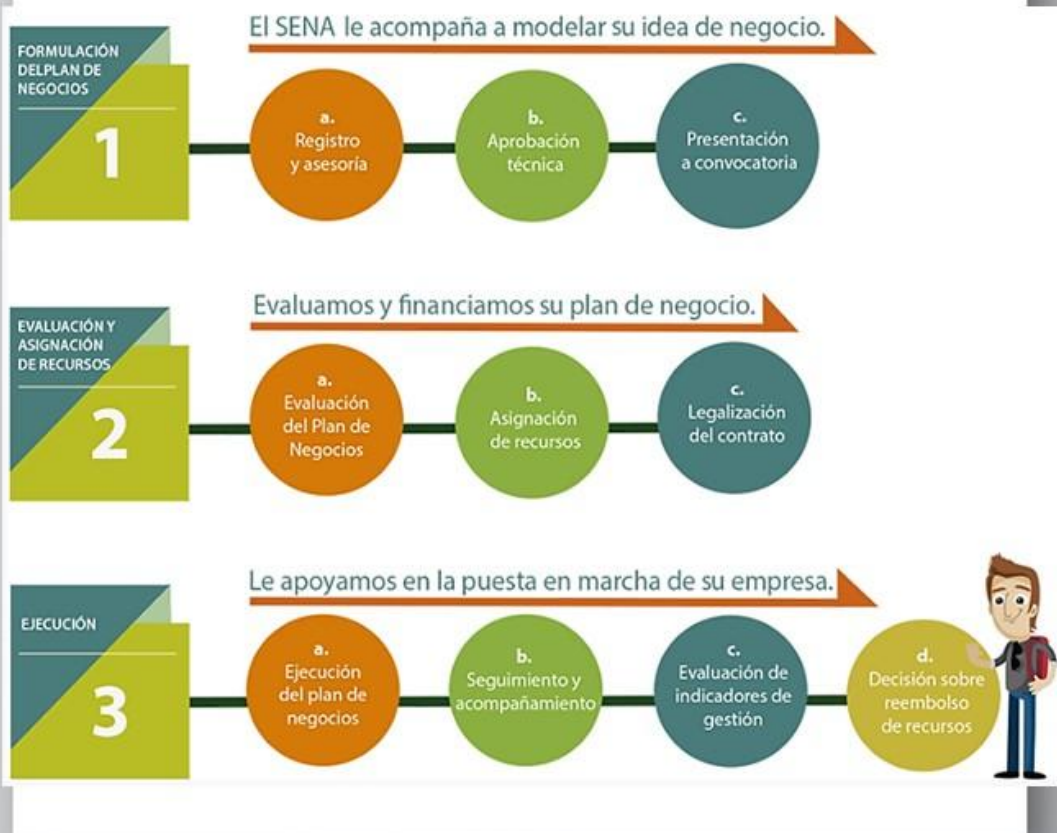 FORMULACIÓN
DELPLAN DE
NEGOCIOS
1
El SENA le acompaña a modelar su idea de negocio.
a.
Registro
y asesoría
b.
Aprobación
técnica
c.
Presentación
a convocatoria
EVALUACIÓN Y
ASIGNACIÓN
DE RECURSOS
2
Evaluamos y financiamos su plan de negocio.
a.
Evaluación
del Plan de
Negocios
b.
Asignación
de recursos
c.
Legalización
del contrato
EJECUCIÓN
3
Le apoyamos en la puesta en marcha de su empresa.
a.
Ejecución
del plan de
negocios
b.
Seguimiento y
acompañamiento
c.
Evaluación de
indicadores de
gestión
d.
Decisión sobre
reembolso
de recursos